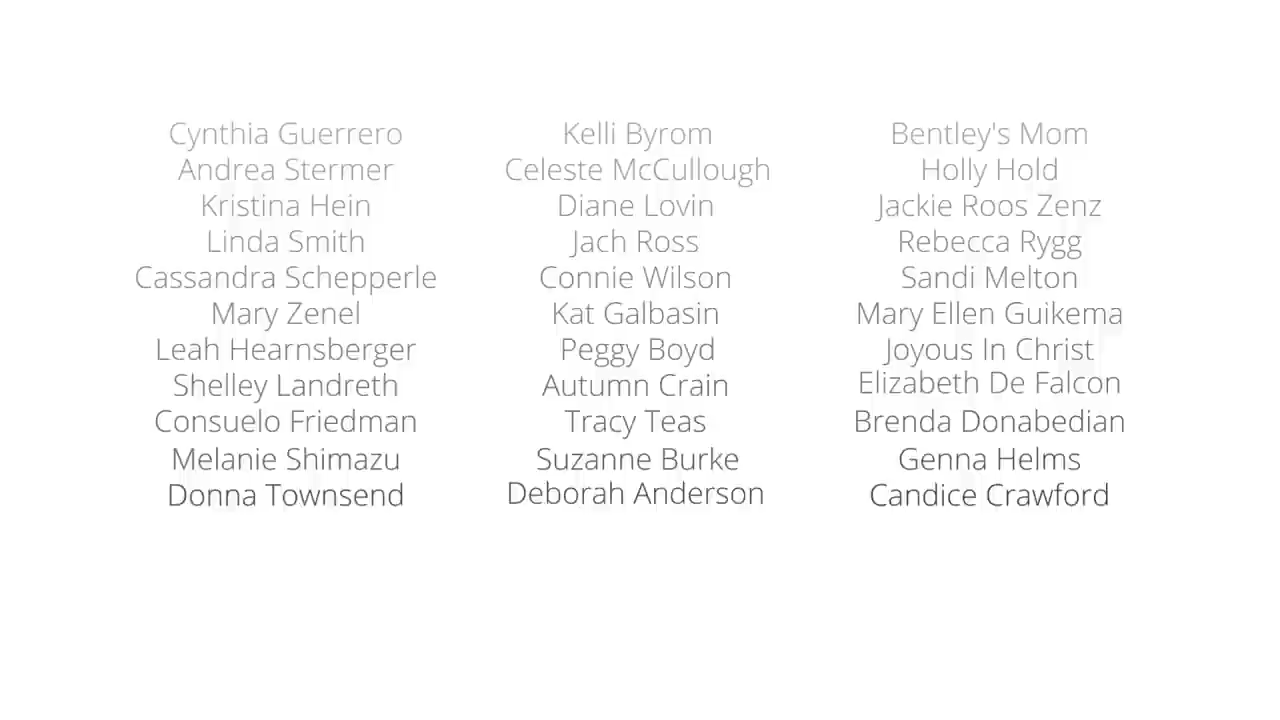 Cynthia Guerrero
Andrea Stermer
Kristina Hein
Linda Smith
Cassandra Schepperle
Mary Zenel
Leah Hearnsberger
Shelley Landreth
Consuelo Friedman
Melanie Shimazu
Donna Townsend
Kelli Byrom
Celeste McCullough
Diane Lovin
Jach Ross
Connie Wilson
Kat Galbasin
Peggy Boyd
Autumn Crain
Tracy Teas
Suzanne Burke
Deborah Anderson
Bentley's Mom
Holly Hold
Jackie Roos Zenz
Rebecca Rygg
Sandi Melton
Mary Ellen Guikema
Joyous In Christ
Elizabeth De Falcon
Brenda Donabedian
Genna Helms
Candice Crawford